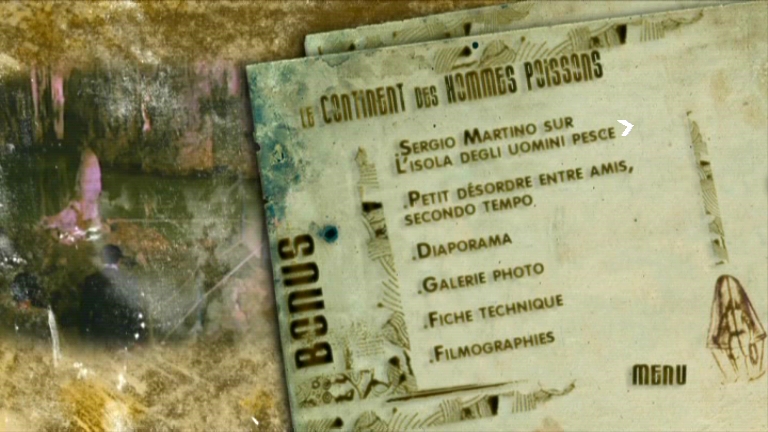 LE CONTINENT DES HOMMES POISSONS
.SERGIO MARTINO SUR
L'ISOLA DEGLI UOMINI PESCE
.PETIT DÉSORDRE ENTRE AMIS,
SECONDO TEMPO.
.DIAPORAMA
.GALERIE PHOTO
.FICHE TECHNIQUE
.FILMOGRAPHIES
BONUS
MENU